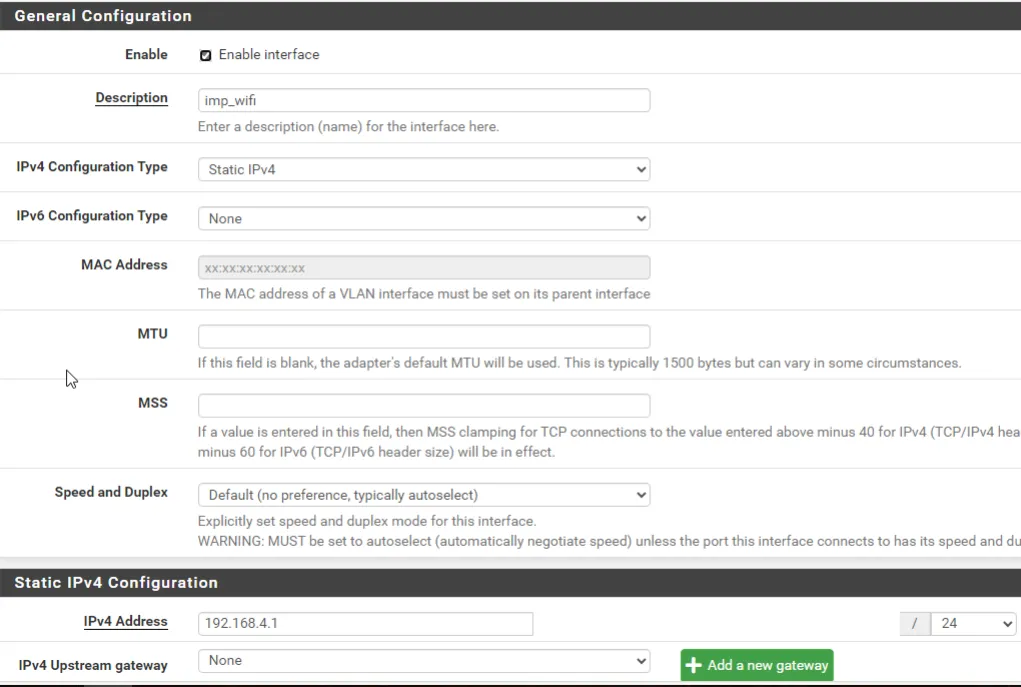 General Configuration
Enable Enable interface
Description imp_wifi
Enter a description (name) for the interface here.
IPv4 Configuration Type Static IPv4
IPv6 Configuration Type None
MAC Address xx:xx:xx:xx:xx:xx
The MAC address of a VLAN interface must be set on its parent interface
MTU
If this field is blank, the adapter's default MTU will be used. This is typically 1500 bytes but can vary in some circumstances.
MSS
If a value is entered in this field, then MSS clamping for TCP connections to the value entered above minus 40 for IPv4 (TCP/IPv4 hea
minus 60 for IPv6 (TCP/IPv6 header size) will be in effect.
Speed and Duplex Default (no preference, typically autoselect)
Explicitly set speed and duplex mode for this interface.
WARNING: MUST be set to autoselect (automatically negotiate speed) unless the port this interface connects to has its speed and du
Static IPv4 Configuration
IPv4 Address 192.168.4.1 / 24
IPv4 Upstream gateway None Add a new gateway